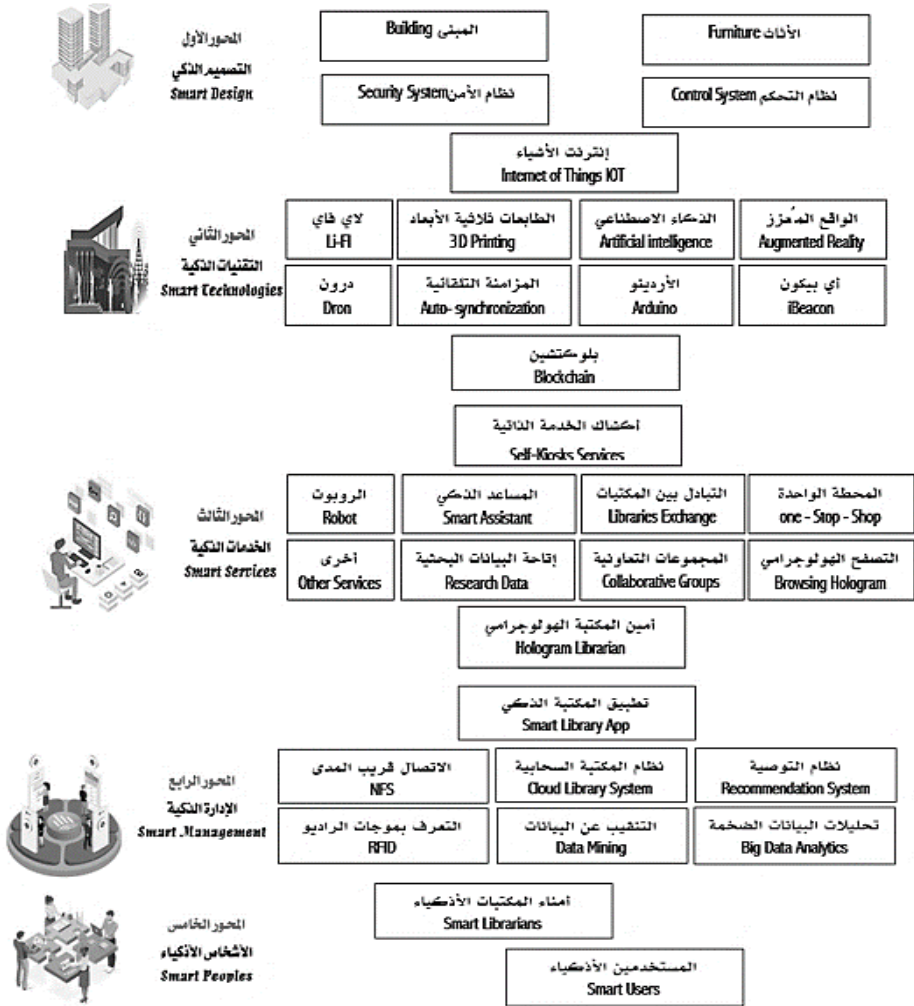 المحور الأول
التصميم الذكي
Smart Design
المبنى Building
الأثاث Furniture
نظام الأمن Security System
نظام التحكم Control System
المحور الثاني
التقنيات الذكية
Smart Technologies
إنترنت الأشياء
Internet of Things IOT
الواقع المُعزز
Augmented Reality
الذكاء الاصطناعي
Artificial intelligence
الطابعات ثلاثية الأبعاد
3D Printing
لاي فاي
Li-FI
أي بيكون
iBeacon
الأردينو
Arduino
المزامنة التلقائية
Auto- synchronization
درون
Dron
بلوكتشين
Blockchain
المحور الثالث
الخدمات الذكية
Smart Services
أكشاك الخدمة الذاتية
Self-Kiosks Services
المحطة الواحدة
one - Stop - Shop
التبادل بين المكتبات
Libraries Exchange
المساعد الذكي
Smart Assistant
الروبوت
Robot
التصفح الهولوجرامي
Browsing Hologram
المجموعات التعاونية
Collaborative Groups
إتاحة البيانات البحثية
Research Data
أخرى
Other Services
أمين المكتبة الهولوجرامي
Hologram Librarian
المحور الرابع
الإدارة الذكية
Smart Management
تطبيق المكتبة الذكي
Smart Library App
نظام التوصية
Recommendation System
نظام المكتبة السحابية
Cloud Library System
الاتصال قريب المدى
NFS
تحليلات البيانات الضخمة
Big Data Analytics
التنقيب عن البيانات
Data Mining
التعرف بموجات الراديو
RFID
المحور الخامس
الأشخاص الأذكياء
Smart Peoples
أمناء المكتبات الأذكياء
Smart Librarians
المستخدمين الأذكياء
Smart Users